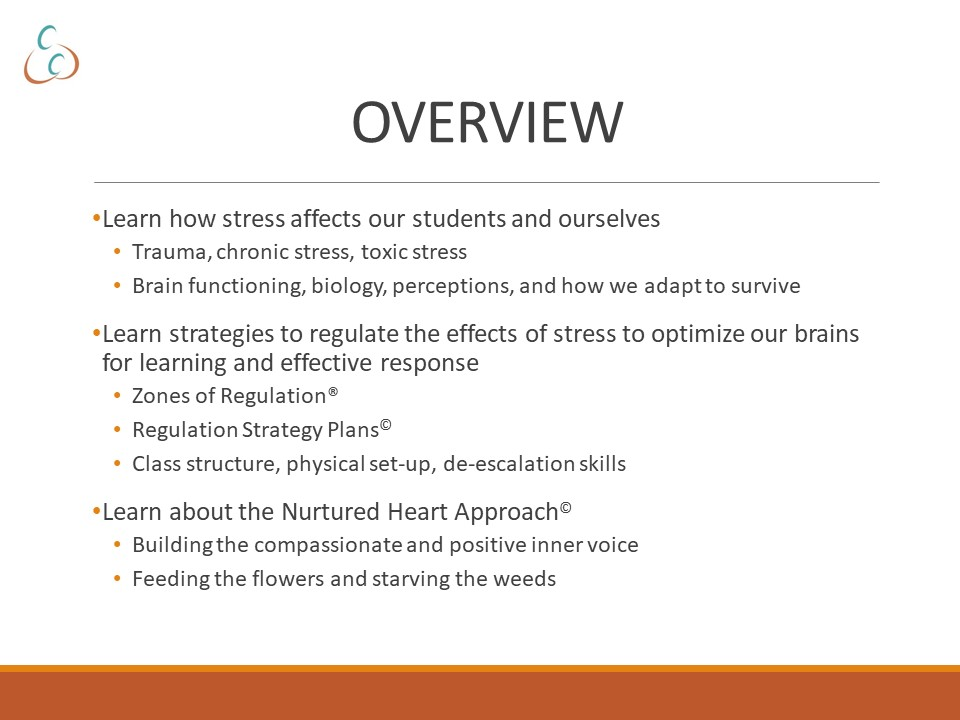 OVERVIEW
•Learn how stress affects our students and ourselves
• Trauma, chronic stress, toxic stress
• Brain functioning, biology, perceptions, and how we adapt to survive
•Learn strategies to regulate the effects of stress to optimize our brains
for learning and effective response
• Zones of Regulation®
• Regulation Strategy Plans©
• Class structure, physical set-up, de-escalation skills
•Learn about the Nurtured Heart Approach©
• Building the compassionate and positive inner voice
• Feeding the flowers and starving the weeds